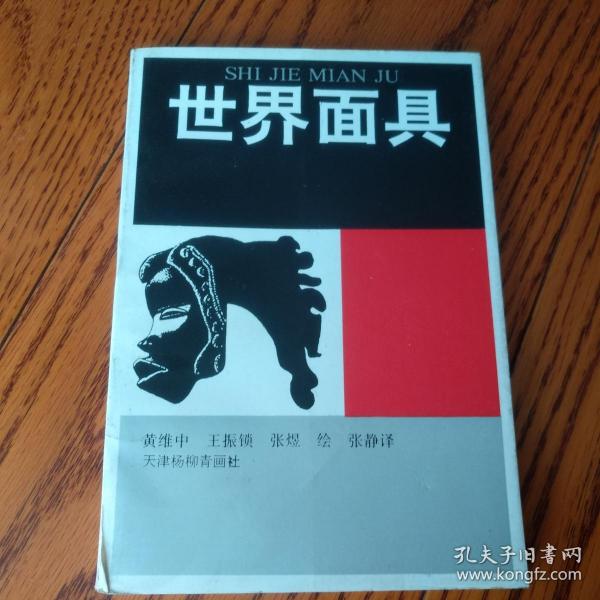 SHI JIE MIAN JU
世界面具
黄维中 王振锁 张煜 绘 张静译
天津杨柳青画社
孔夫子旧书网
www.kongfz.com